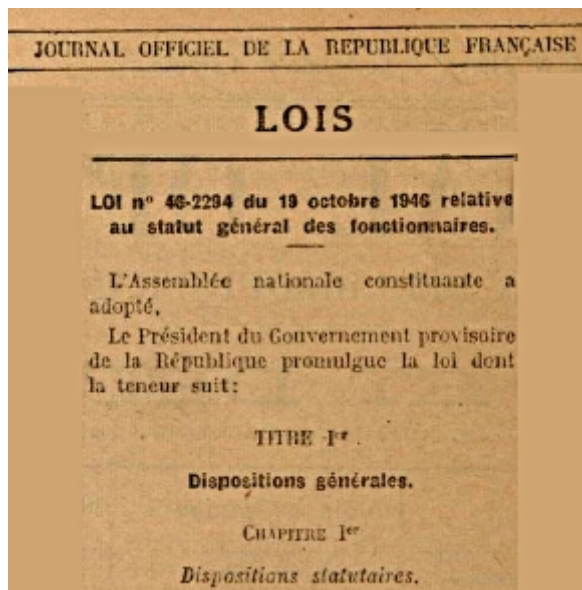 JOURNAL OFFICIEL DE LA REPUBLIQUE FRANÇAISE
LOIS
LOI n° 46-2294 du 19 octobre 1946 relative
au statut général des fonctionnaires.
L'Assemblée nationale constituante a
adopté,
Le Président du Gouvernement provisoire
de la République promulgue la loi dont
la teneur suit:
TITRE Ier
Dispositions générales.
CHAPITRE Ier
Dispositions statutaires.